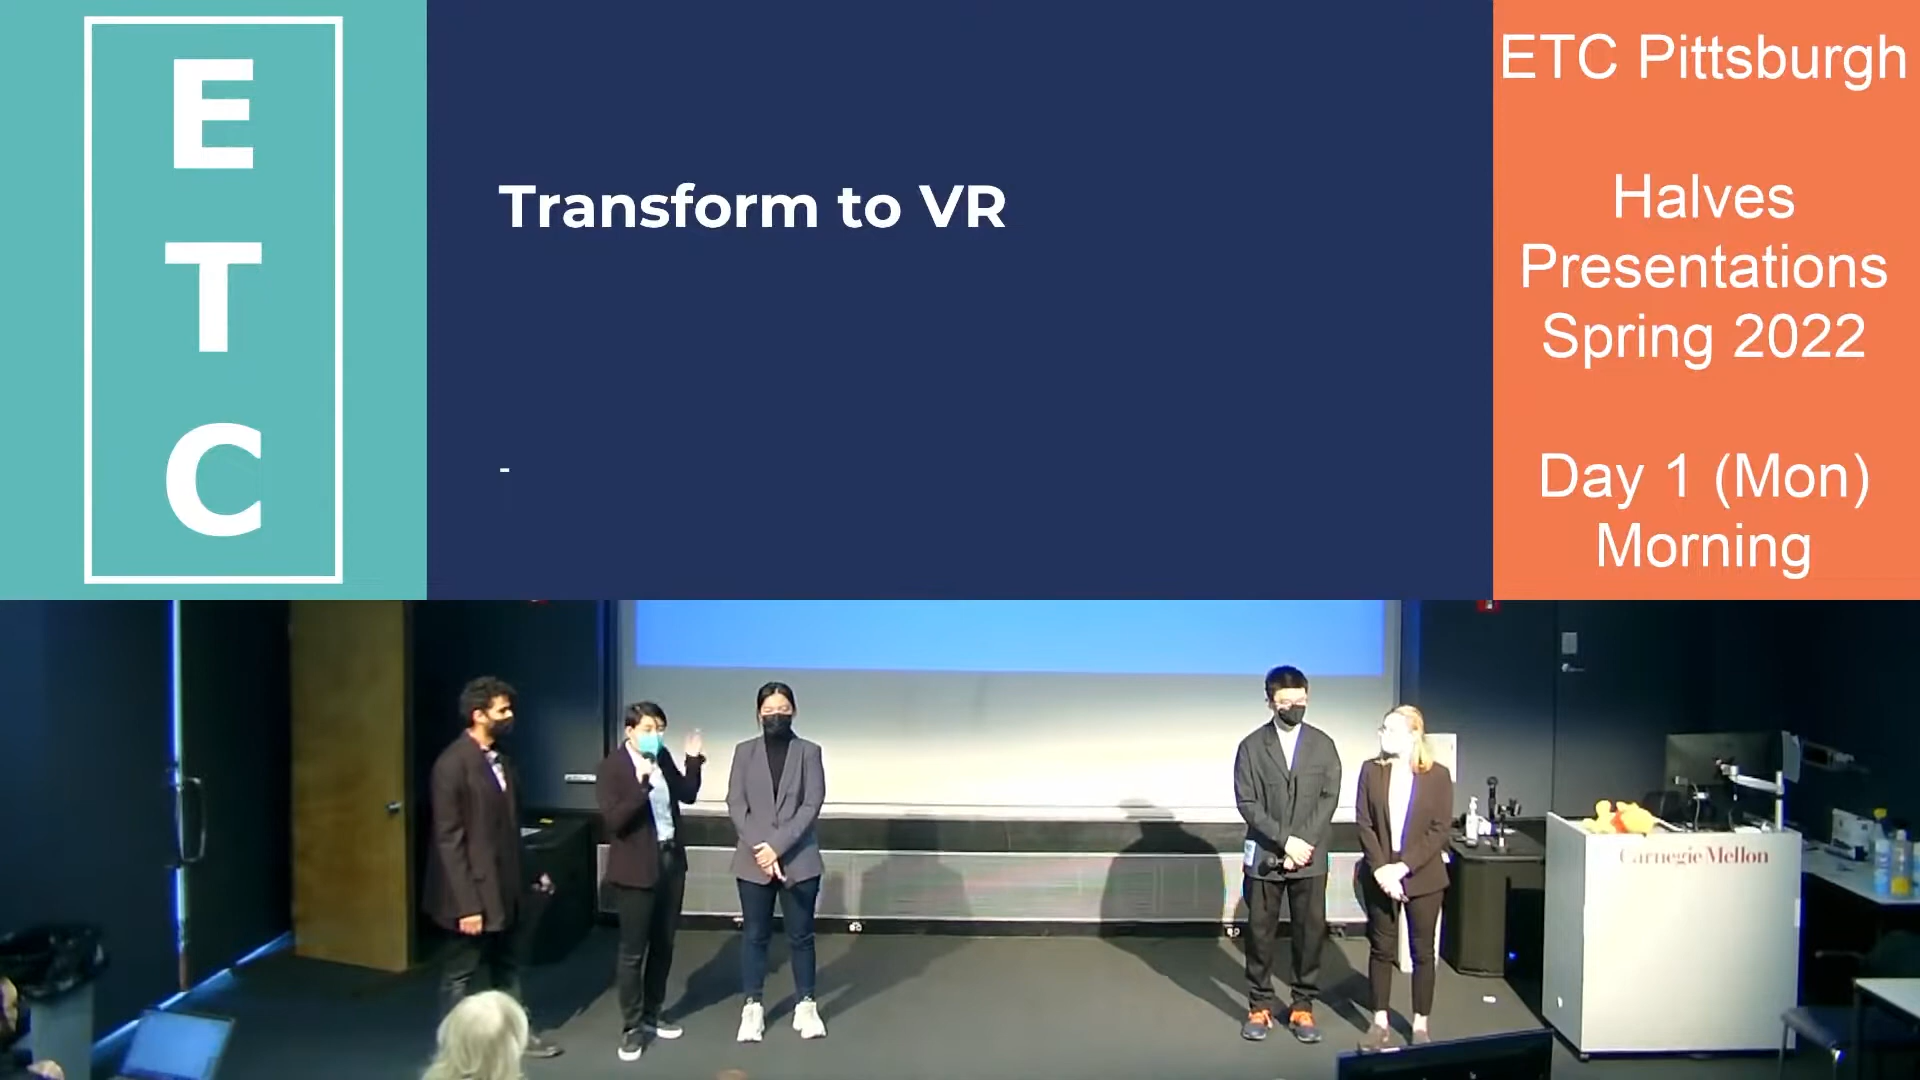 E
T
C
Transform to VR
-
ETC Pittsburgh
Halves
Presentations
Spring 2022
Day 1 (Mon)
Morning
Carnegie Mellon